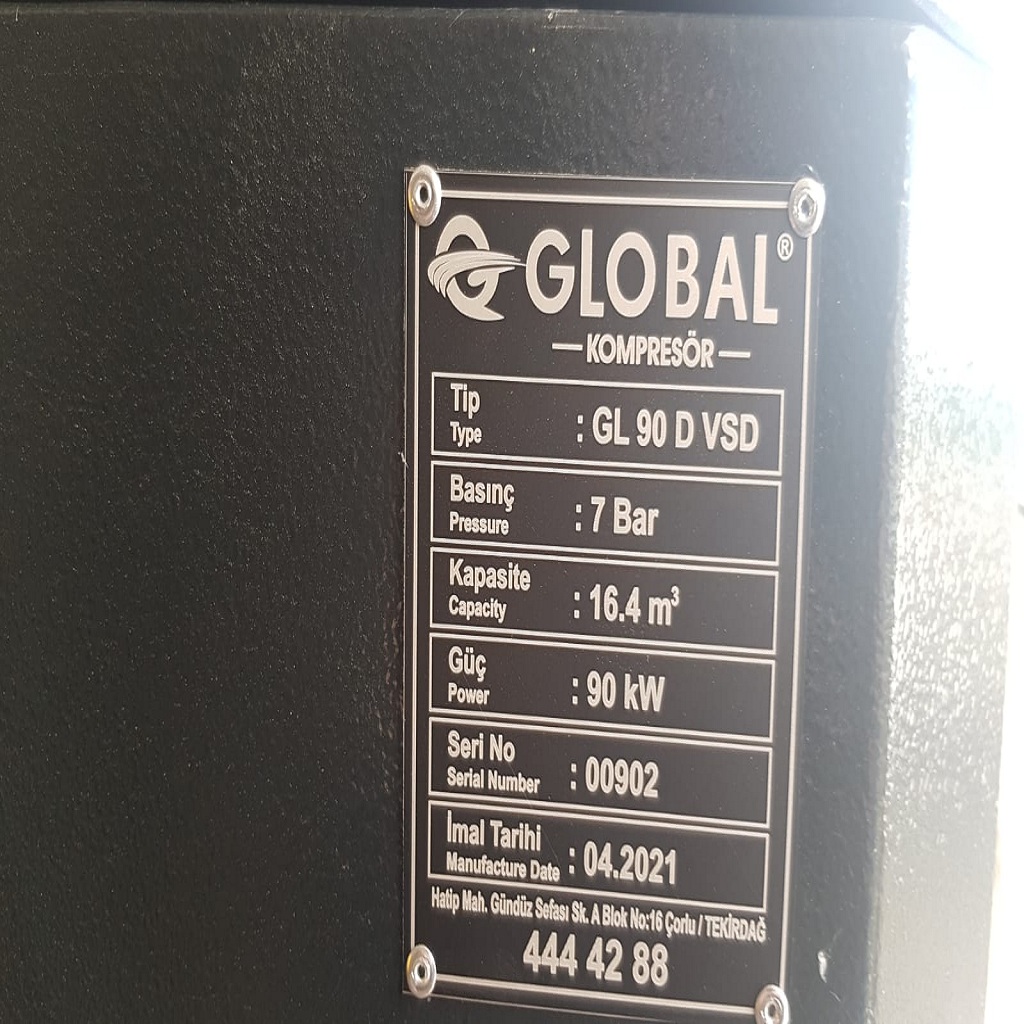 GLOBAL®
KOMPRESÖR
Tip
Type : GL 90 D VSD
Basınç
Pressure : 7 Bar
Kapasite
Capacity : 16.4 m³
Güç
Power : 90 kW
Seri No
Serial Number : 00902
İmal Tarihi
Manufacture Date : 04.2021
Hatip Mah. Gündüz Sefası Sk. A Blok No:16 Çorlu / TEKİRDAĞ
444 42 88